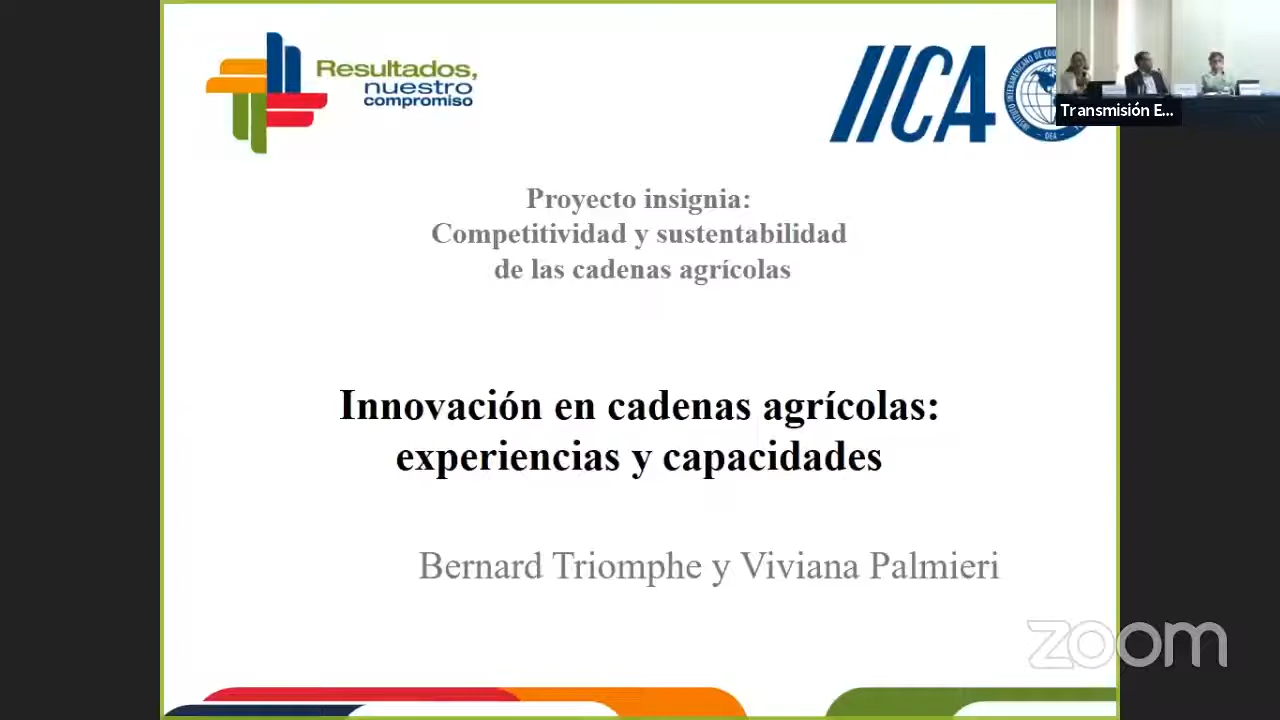 Resultados,
nuestro
compromiso
IICA
Transmisión E...
Proyecto insignia:
Competitividad y sustentabilidad
de las cadenas agrícolas
Innovación en cadenas agrícolas:
experiencias y capacidades
Bernard Triomphe y Viviana Palmieri
zoom